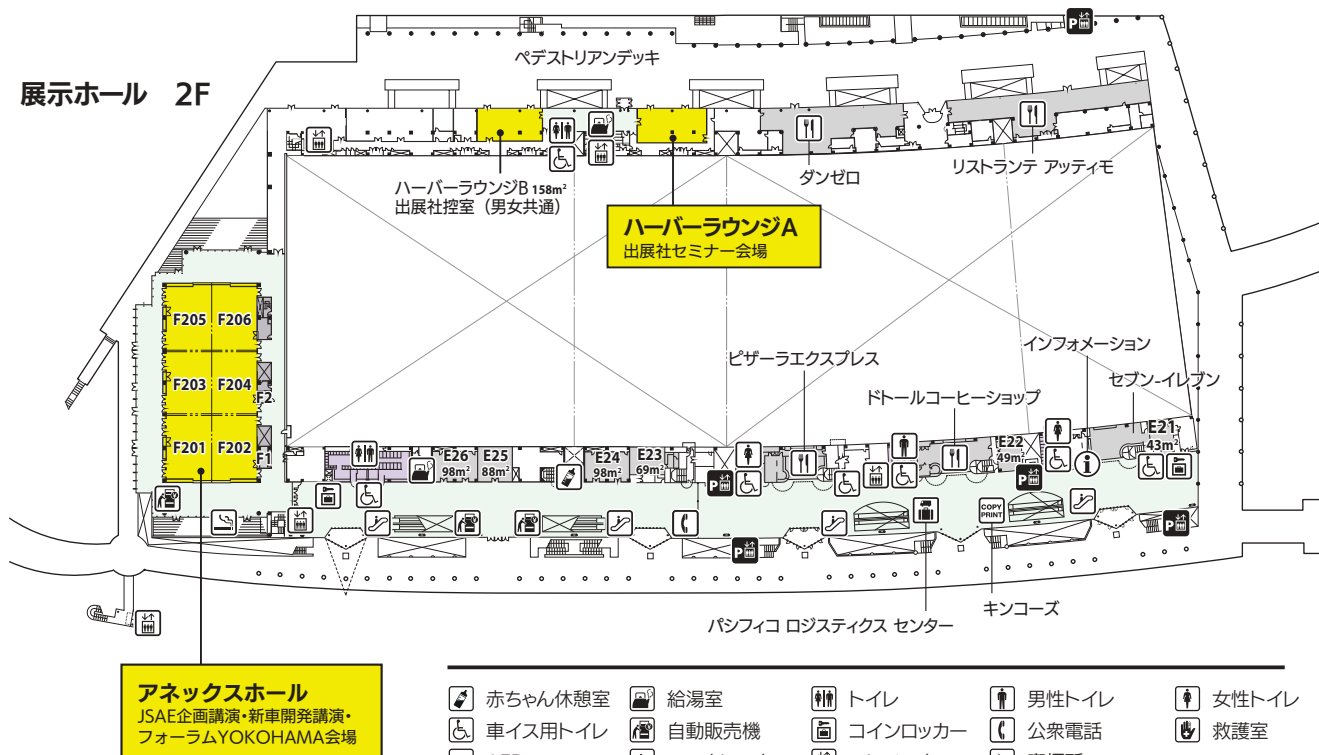 ペデストリアンデッキ
展示ホール 2F
ハーバーラウンジB 158m²
出展社控室（男女共通）
ハーバーラウンジA
出展社セミナー会場
ダンゼロ
リストランテ アッティモ
F205 F206
F203 F204
F2
F201 F202
F1
ピザーラエクスプレス
インフォメーション
ドトールコーヒーショップ
セブン-イレブン
E26
98m²
E25
88m²
E24
98m²
E23
69m²
E22
49m²
E21
43m²
P
P
P
P
P
COPY
PRINT
パシフィコ ロジスティクス センター
キンコーズ
アネックスホール
JSAE企画講演・新車開発講演・
フォーラムYOKOHAMA会場
赤ちゃん休憩室 給湯室 トイレ 男性トイレ 女性トイレ
車イス用トイレ 自動販売機 コインロッカー 公衆電話 救護室